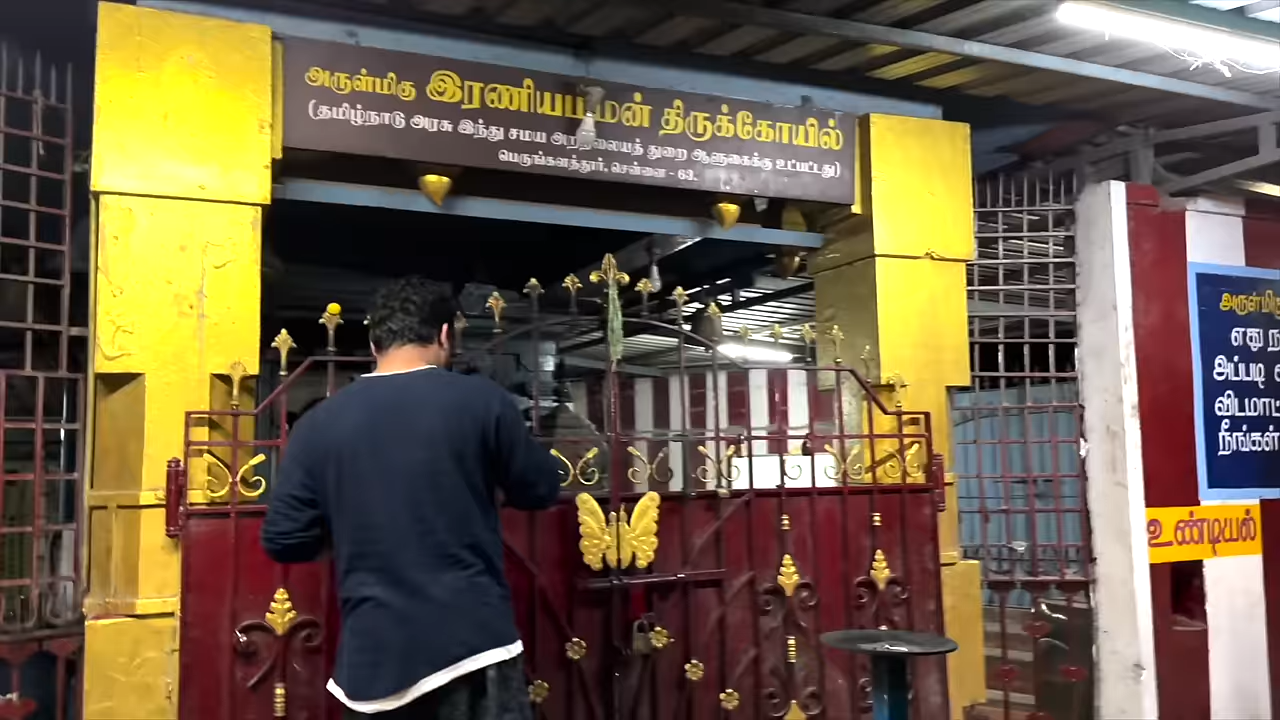 அருள்மிகு இரணியம்மன் திருக்கோயில்
(தமிழ்நாடு அரசு இந்து சமய அறநிலையத் துறை ஆளுகைக்கு உட்பட்டது)
பெருங்களத்தூர், சென்னை - 63.
அருள்மி
எது ந
அப்படி
விடமாட்
நீங்கள்
உண்டியல்